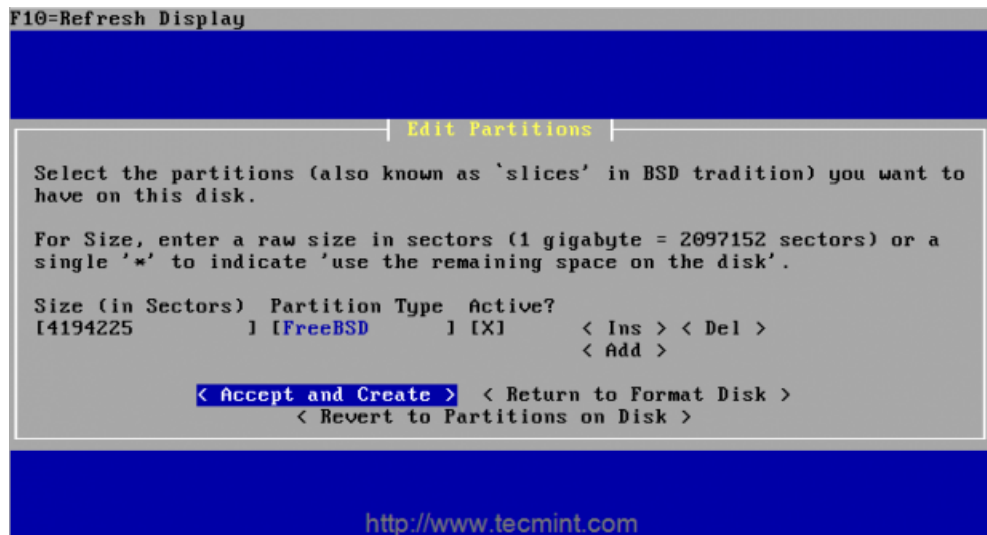 F10=Refresh Display
Edit Partitions
Select the partitions (also known as `slices' in BSD tradition) you want to
have on this disk.
For Size, enter a raw size in sectors (1 gigabyte = 2097152 sectors) or a
single '*' to indicate 'use the remaining space on the disk'.
Size (in Sectors) Partition Type Active?
[4194225 ] [FreeBSD ] [X] < Ins > < Del >
< Add >
< Accept and Create > < Return to Format Disk >
< Revert to Partitions on Disk >
http://www.tecmint.com